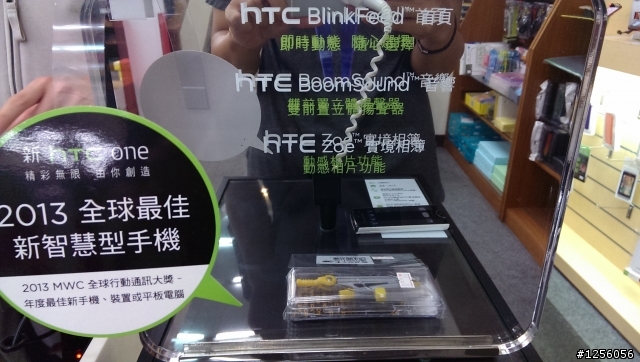 hTC BlinkFeed™ 首頁
即時動態 隨心掌握
hTC BoomSound™
雙前置立體揚聲器
hTC Zoe™ 實境相簿
動感相片功能
新 hTC one
精彩無限 由你創造
2013 全球最佳
新智慧型手機
2013 MWC 全球行動通訊大獎 -
年度最佳新手機、裝置或平板電腦
#1256056